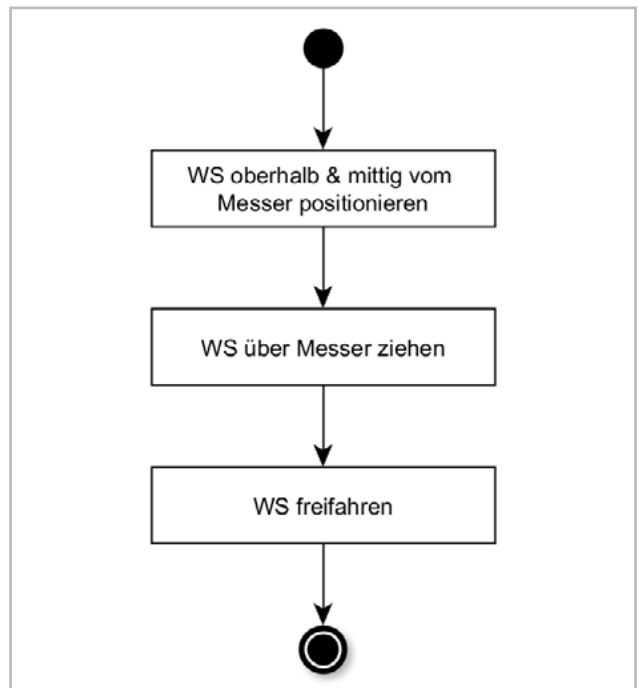 WS oberhalb & mittig vom
Messer positionieren
WS über Messer ziehen
WS freifahren